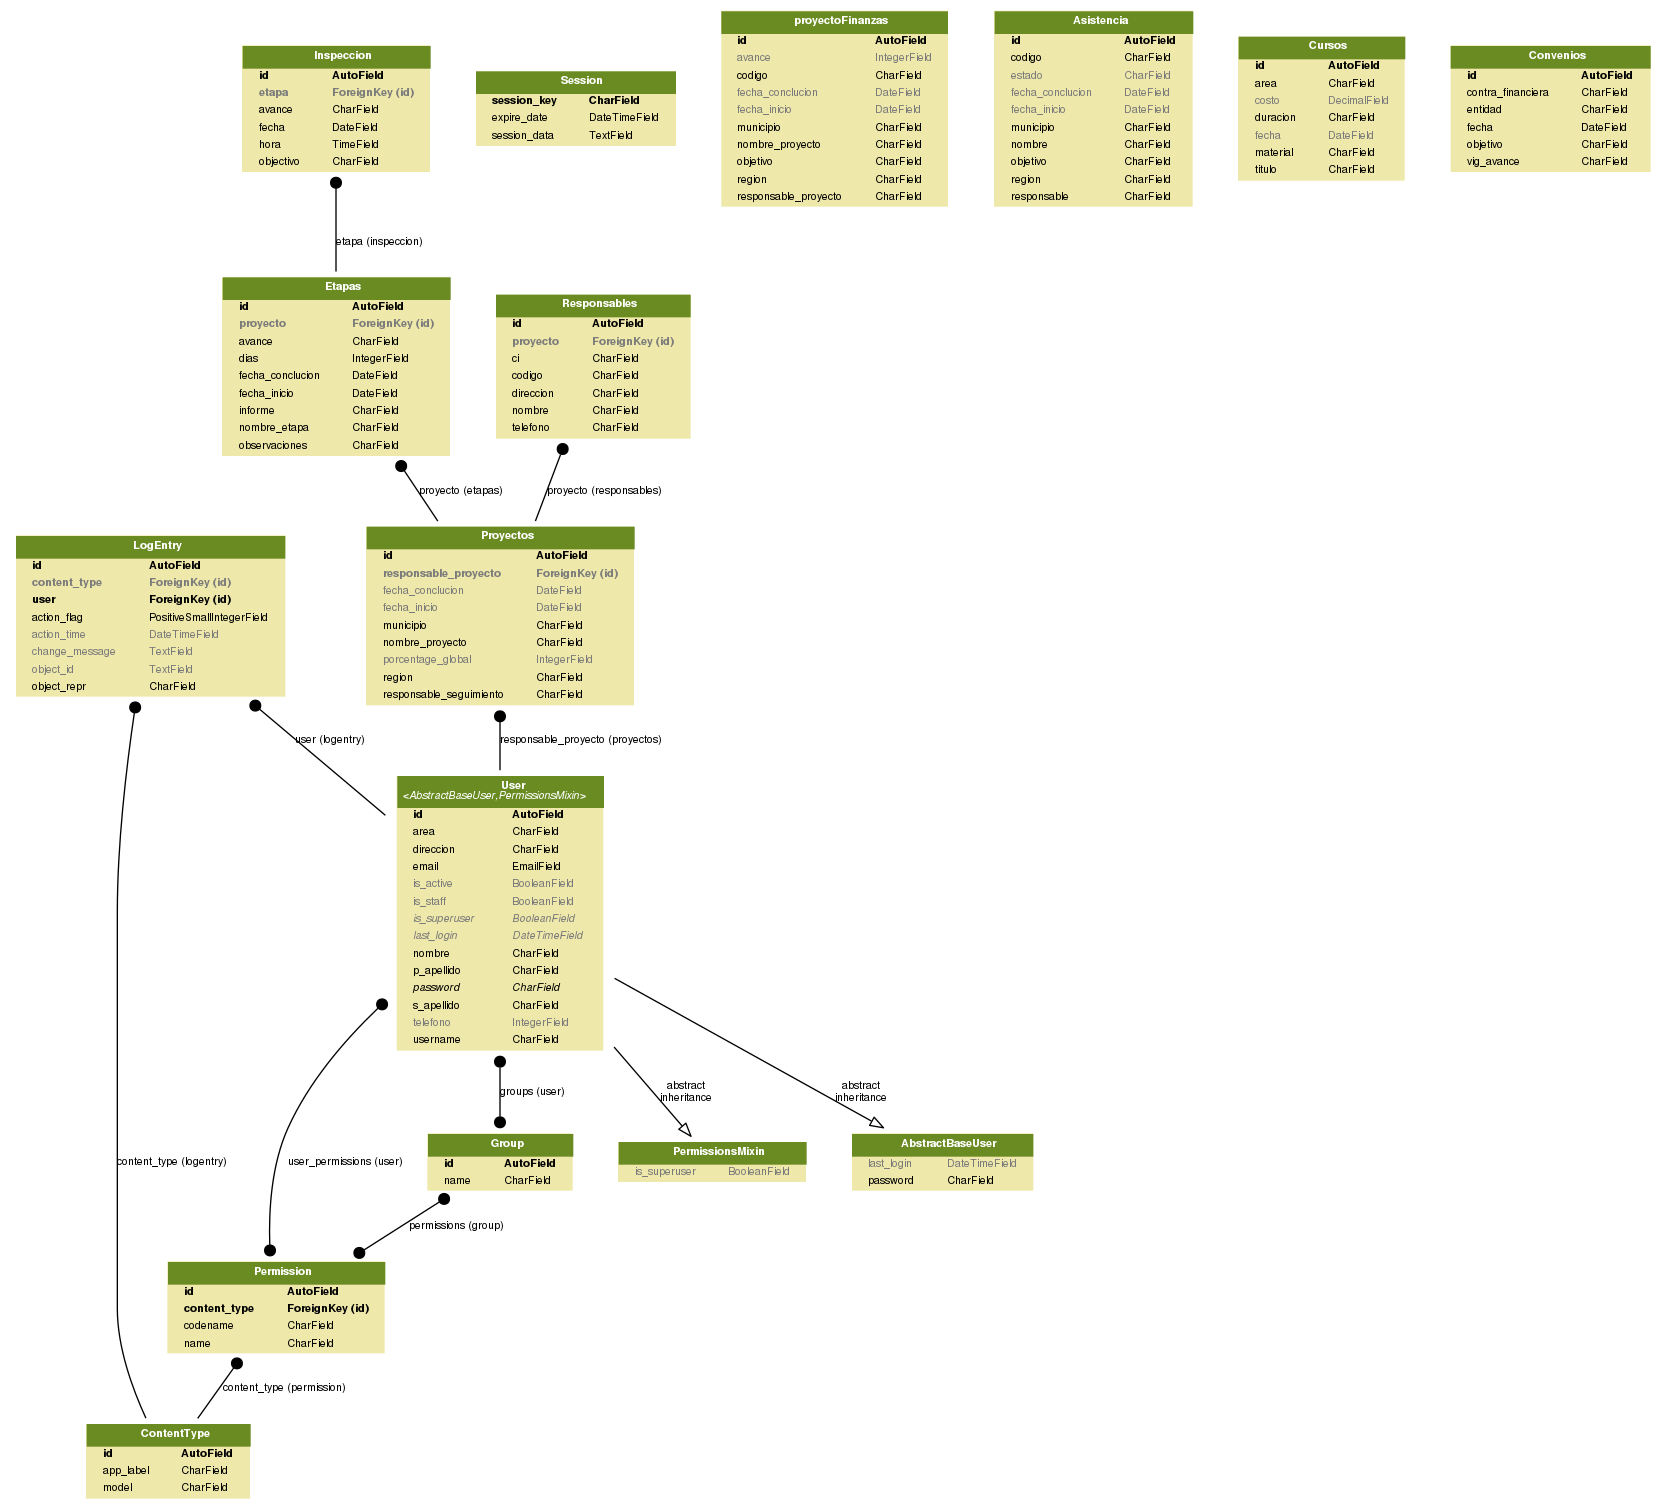 Inspeccion
id AutoField
etapa ForeignKey (id)
avance CharField
fecha DateField
hora TimeField
objectivo CharField
Session
session_key CharField
expire_date DateTimeField
session_data TextField
proyectoFinanzas
id AutoField
avance IntegerField
codigo CharField
fecha_conclucion DateField
fecha_inicio DateField
municipio CharField
nombre_proyecto CharField
objetivo CharField
region CharField
responsable_proyecto CharField
Asistencia
id AutoField
codigo CharField
estado CharField
fecha_conclucion DateField
fecha_inicio DateField
municipio CharField
nombre CharField
objetivo CharField
region CharField
responsable CharField
Cursos
id AutoField
area CharField
costo DecimalField
duracion CharField
fecha DateField
material CharField
titulo CharField
Convenios
id AutoField
contra_financiera CharField
entidad CharField
fecha DateField
objetivo CharField
vig_avance CharField
etapa (inspeccion)
Etapas
id AutoField
proyecto ForeignKey (id)
avance CharField
dias IntegerField
fecha_conclucion DateField
fecha_inicio DateField
informe CharField
nombre_etapa CharField
observaciones CharField
Responsables
id AutoField
proyecto ForeignKey (id)
ci CharField
codigo CharField
direccion CharField
nombre CharField
telefono CharField
proyecto (etapas)
proyecto (responsables)
LogEntry
id AutoField
content_type ForeignKey (id)
user ForeignKey (id)
action_flag PositiveSmallIntegerField
action_time DateTimeField
change_message TextField
object_id TextField
object_repr CharField
Proyectos
id AutoField
responsable_proyecto ForeignKey (id)
fecha_conclucion DateField
fecha_inicio DateField
municipio CharField
nombre_proyecto CharField
porcentage_global IntegerField
region CharField
responsable_seguimiento CharField
user (logentry)
responsable_proyecto (proyectos)
User
<AbstractBaseUser,PermissionsMixin>
id AutoField
area CharField
direccion CharField
email EmailField
is_active BooleanField
is_staff BooleanField
is_superuser BooleanField
last_login DateTimeField
nombre CharField
p_apellido CharField
password CharField
s_apellido CharField
telefono IntegerField
username CharField
groups (user)
abstract
inheritance
abstract
inheritance
content_type (logentry)
user_permissions (user)
Group
id AutoField
name CharField
PermissionsMixin
is_superuser BooleanField
AbstractBaseUser
last_login DateTimeField
password CharField
permissions (group)
Permission
id AutoField
content_type ForeignKey (id)
codename CharField
name CharField
content_type (permission)
ContentType
id AutoField
app_label CharField
model CharField